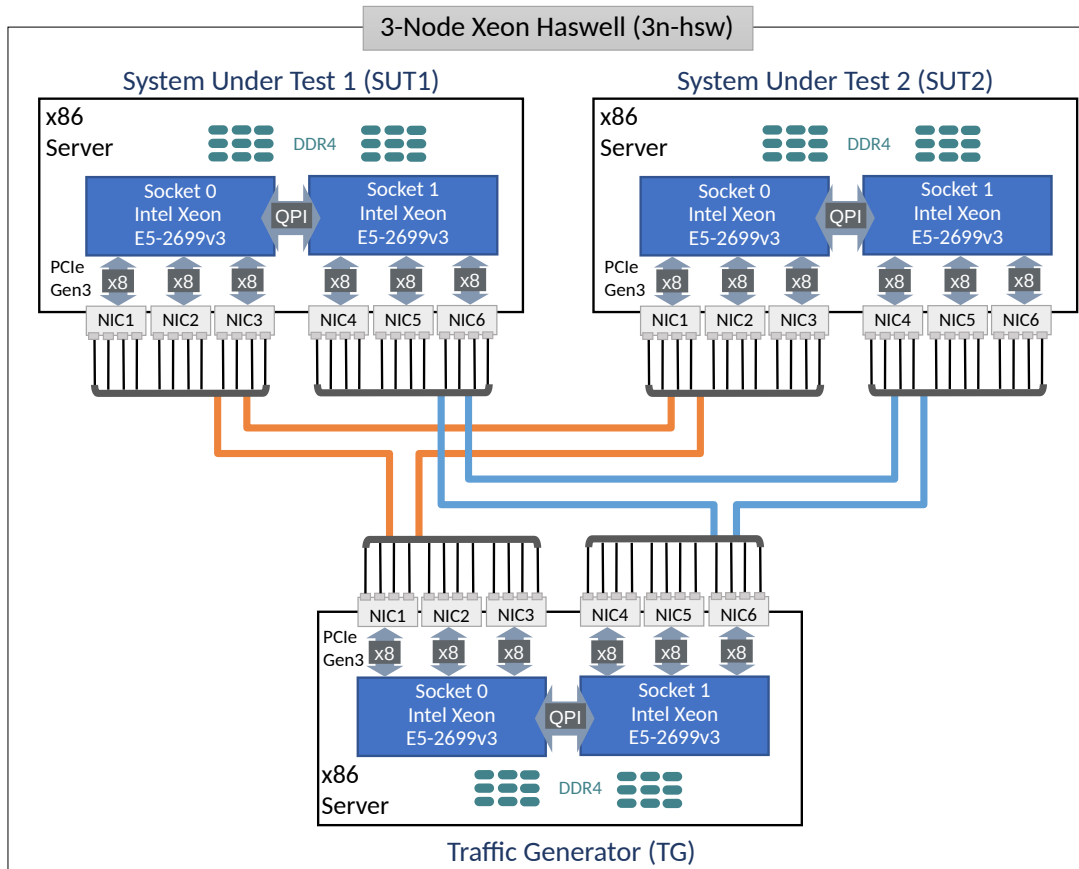 3-Node Xeon Haswell (3n-hsw)
System Under Test 1 (SUT1)
x86
Server
DDR4
Socket 0
Intel Xeon
E5-2699v3
QPI
Socket 1
Intel Xeon
E5-2699v3
PCIe
Gen3
x8
x8
x8
x8
x8
x8
NIC1
NIC2
NIC3
NIC4
NIC5
NIC6
System Under Test 2 (SUT2)
x86
Server
DDR4
Socket 0
Intel Xeon
E5-2699v3
QPI
Socket 1
Intel Xeon
E5-2699v3
PCIe
Gen3
x8
x8
x8
x8
x8
x8
NIC1
NIC2
NIC3
NIC4
NIC5
NIC6
NIC1
NIC2
NIC3
NIC4
NIC5
NIC6
PCIe
Gen3
x8
x8
x8
x8
x8
x8
Socket 0
Intel Xeon
E5-2699v3
QPI
Socket 1
Intel Xeon
E5-2699v3
x86
Server
DDR4
Traffic Generator (TG)